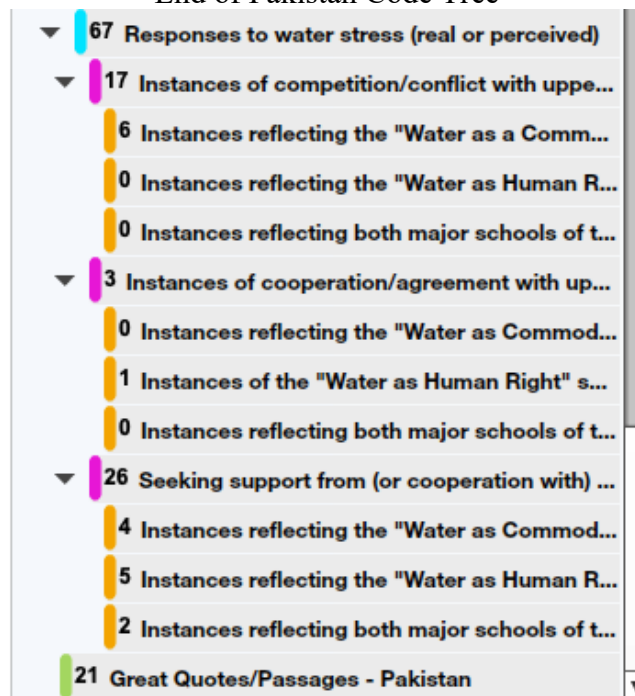 End of Pakistan Code Tree
67 Responses to water stress (real or perceived)
17 Instances of competition/conflict with uppe...
6 Instances reflecting the "Water as a Comm...
0 Instances reflecting the "Water as Human R...
0 Instances reflecting both major schools of t...
3 Instances of cooperation/agreement with up...
0 Instances reflecting the "Water as Commod...
1 Instances of the "Water as Human Right" s...
0 Instances reflecting both major schools of t...
26 Seeking support from (or cooperation with) ...
4 Instances reflecting the "Water as Commod...
5 Instances reflecting the "Water as Human R...
2 Instances reflecting both major schools of t...
21 Great Quotes/Passages - Pakistan